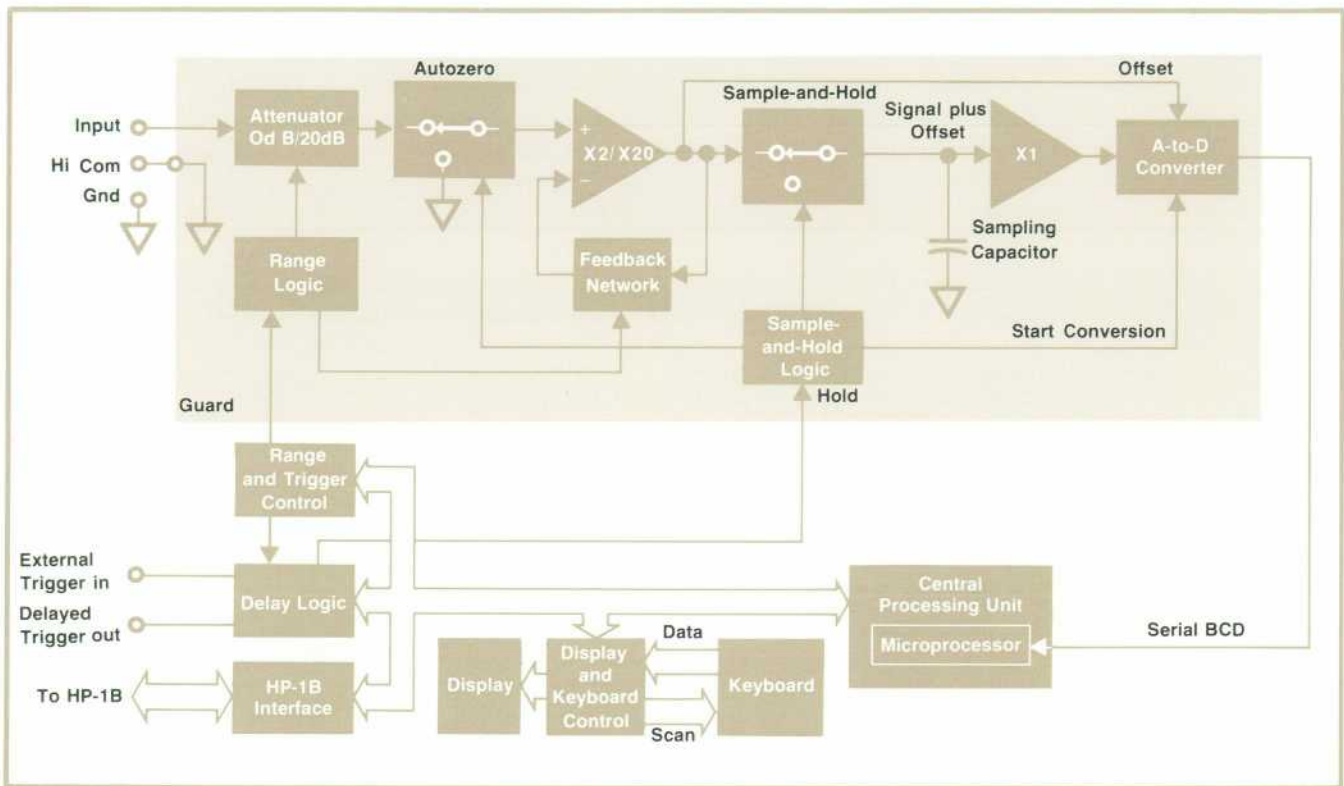 Autozero
Offset
Sample-and-Hold
Attenuator
Od B/20dB
Input
Hi Com
Gnd
+
X2/X20
−
Signal plus
Offset
X1
A-to-D
Converter
Sampling
Capacitor
Range
Logic
Feedback
Network
Sample-
and-Hold
Logic
Start Conversion
Guard
Hold
Range
and Trigger
Control
External
Trigger in
Delayed
Trigger out
Delay Logic
Central
Processing Unit
Microprocessor
Serial BCD
To HP-1B
HP-1B
Interface
Display
Display
and
Keyboard
Control
Data
Scan
Keyboard